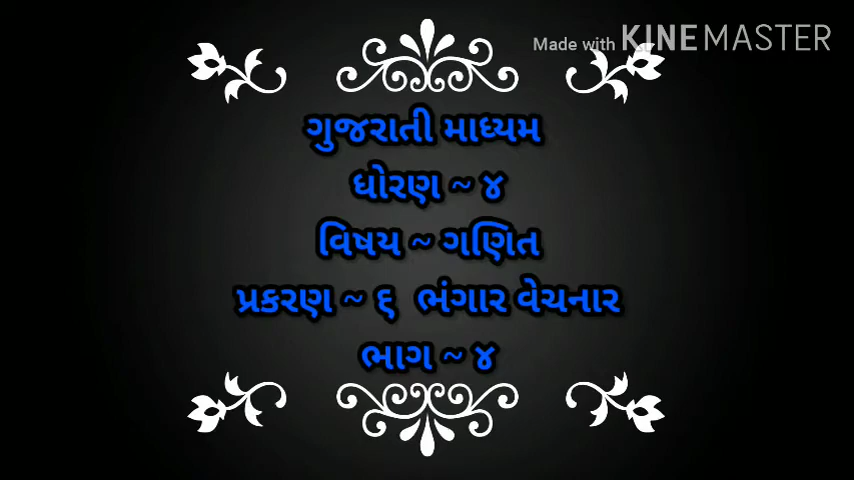 Made with KINEMASTER
ગુજરાતી માધ્યમ
ધોરણ ~ ૪
વિષય ~ ગણિત
પ્રકરણ ~ ૬ ભંગાર વેચનાર
ભાગ ~ ૪